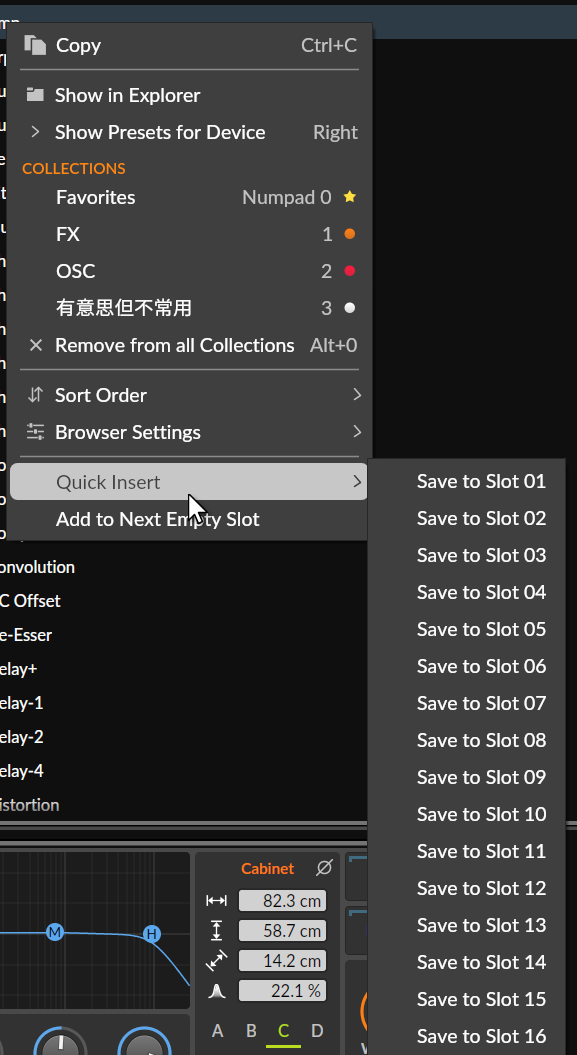 Copy Ctrl+C
Show in Explorer
Show Presets for Device Right
COLLECTIONS
Favorites Numpad 0
FX 1
OSC 2
有意思但不常用 3
Remove from all Collections Alt+0
Sort Order
Browser Settings
Quick Insert
Add to Next Empty Slot
Save to Slot 01
Save to Slot 02
Save to Slot 03
Save to Slot 04
Save to Slot 05
Save to Slot 06
Save to Slot 07
Save to Slot 08
Save to Slot 09
Save to Slot 10
Save to Slot 11
Save to Slot 12
Save to Slot 13
Save to Slot 14
Save to Slot 15
Save to Slot 16
onvolution
C Offset
e-Esser
elay+
elay-1
elay-2
elay-4
istortion
M H
Cabinet
82.3 cm
58.7 cm
14.2 cm
22.1 %
A B C D